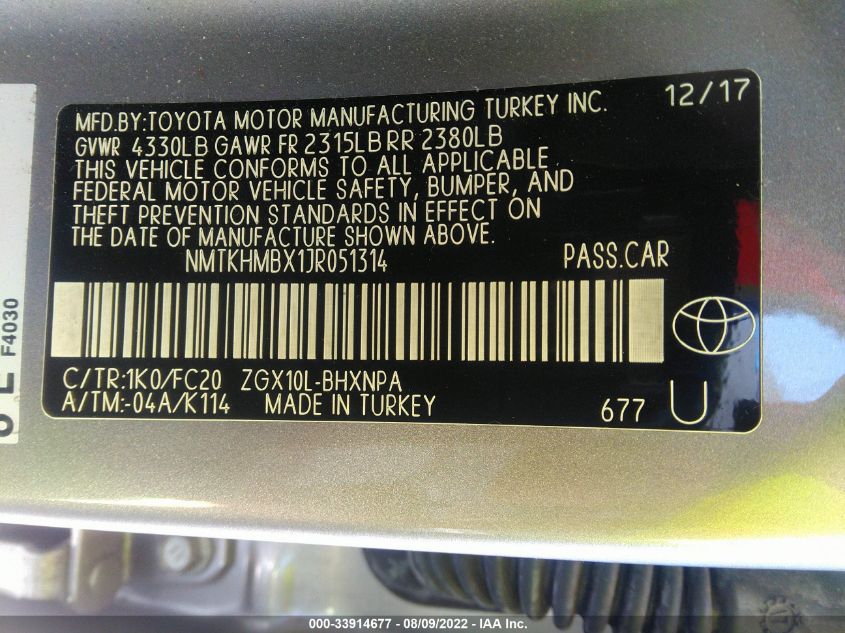 MFD.BY:TOYOTA MOTOR MANUFACTURING TURKEY INC. 12/17
GVWR 4330LB GAWR FR 2315LB RR 2380LB
THIS VEHICLE CONFORMS TO ALL APPLICABLE
FEDERAL MOTOR VEHICLE SAFETY, BUMPER, AND
THEFT PREVENTION STANDARDS IN EFFECT ON
THE DATE OF MANUFACTURE SHOWN ABOVE.
NMTKHMBX1JR051314 PASS.CAR
C/TR:1K0/FC20 ZGX10L-BHXNPA
A/TM:-04A/K114 MADE IN TURKEY 677 U
F4030
000-33914677 - 08/09/2022 - IAA Inc.